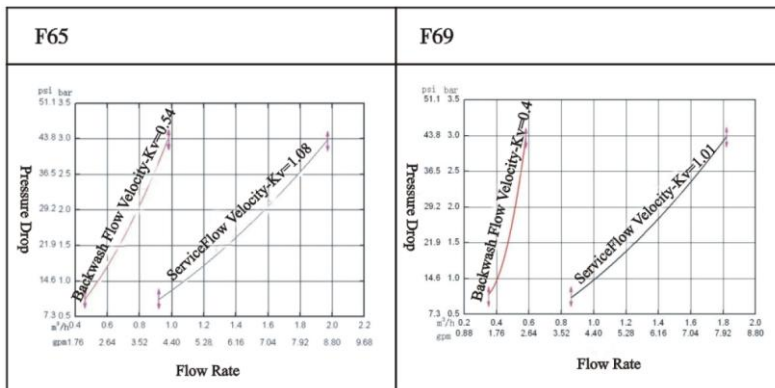 F65
F69
psi bar
51.1 3.5
43.8 3.0
36.5 2.5
29.2 2.0
21.9 1.5
14.6 1.0
7.3 0.5
Pressure Drop
Backwash Flow Velocity-Kv=0.54
ServiceFlow Velocity-Kv=1.08
m³/h 0.4 0.6 0.8 1.0 1.2 1.4 1.6 1.8 2.0 2.2
gpm 1.76 2.64 3.52 4.40 5.28 6.16 7.04 7.92 8.80 9.68
Flow Rate
psi bar
51.1 3.5
43.8 3.0
36.5 2.5
29.2 2.0
21.9 1.5
14.6 1.0
7.3 0.5
Pressure Drop
Backwash Flow Velocity-Kv=0.4
ServiceFlow Velocity-Kv=1.01
m³/h 0.2 0.4 0.6 0.8 1.0 1.2 1.4 1.8 2.0
gpm 0.88 1.76 2.64 3.52 4.40 5.28 6.16 7.04 7.92 8.80
Flow Rate